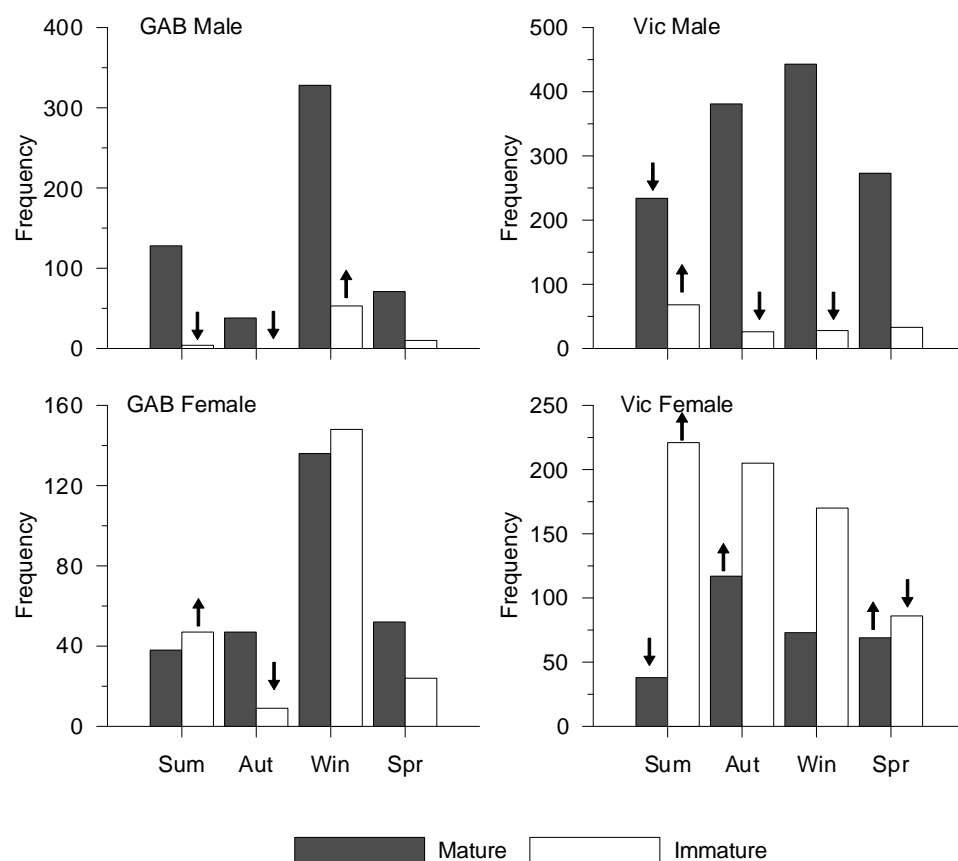 GAB Male
Frequency
400
300
200
100
0
Vic Male
Frequency
500
400
300
200
100
0
GAB Female
Frequency
160
120
80
40
0
Sum Aut Win Spr
Vic Female
Frequency
250
200
150
100
50
0
Sum Aut Win Spr
Mature Immature